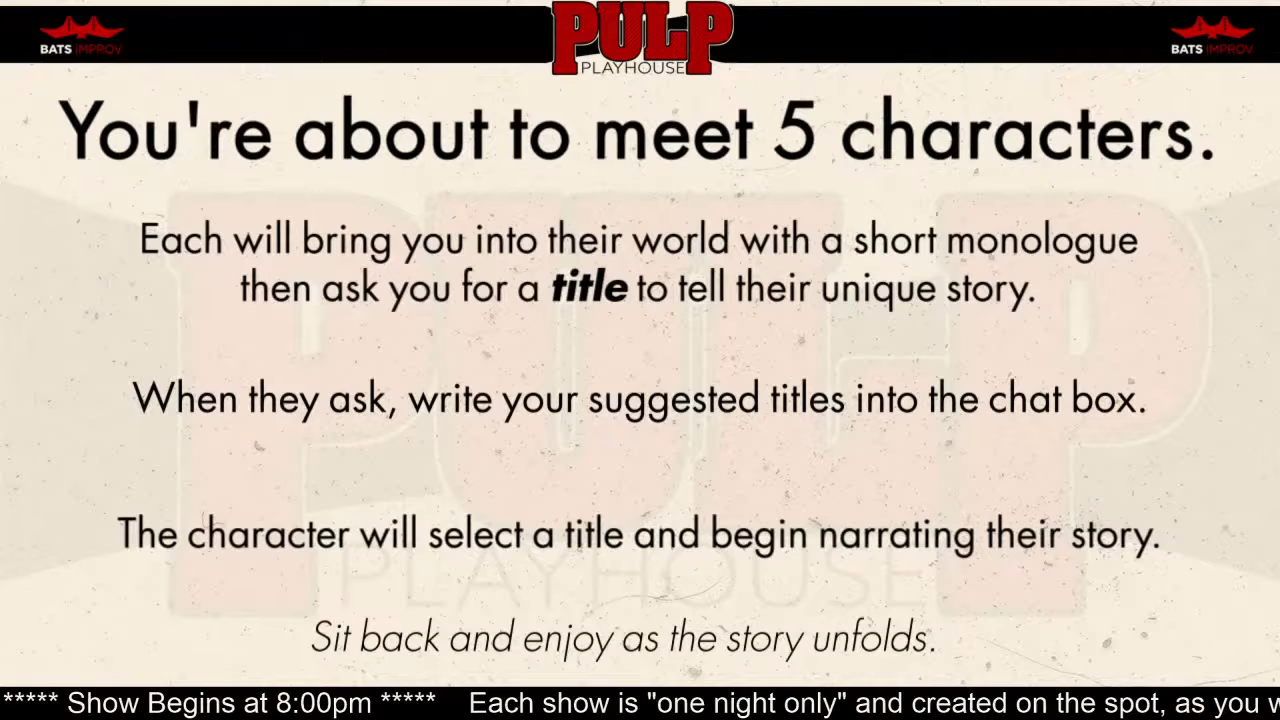 BATS IMPROV
PULP
PLAYHOUSE
BATS IMPROV
You're about to meet 5 characters.
Each will bring you into their world with a short monologue
then ask you for a title to tell their unique story.
When they ask, write your suggested titles into the chat box.
The character will select a title and begin narrating their story.
Sit back and enjoy as the story unfolds.
PULP
PLAYHOUSE
***** Show Begins at 8:00pm ***** Each show is "one night only" and created on the spot, as you w